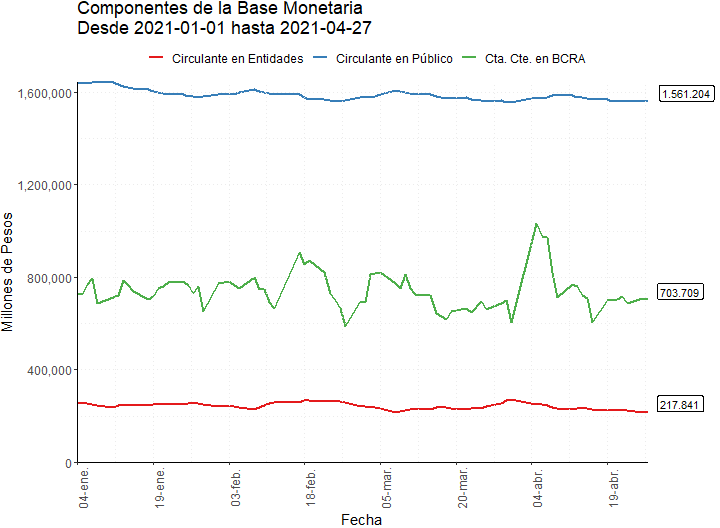 Componentes de la Base Monetaria
Desde 2021-01-01 hasta 2021-04-27
Circulante en Entidades Circulante en Público Cta. Cte. en BCRA
Millones de Pesos
1,600,000
1,200,000
800,000
400,000
0
1.561.204
703.709
217.841
04-ene. 19-ene. 03-feb. 18-feb. 05-mar. 20-mar. 04-abr. 19-abr.
Fecha